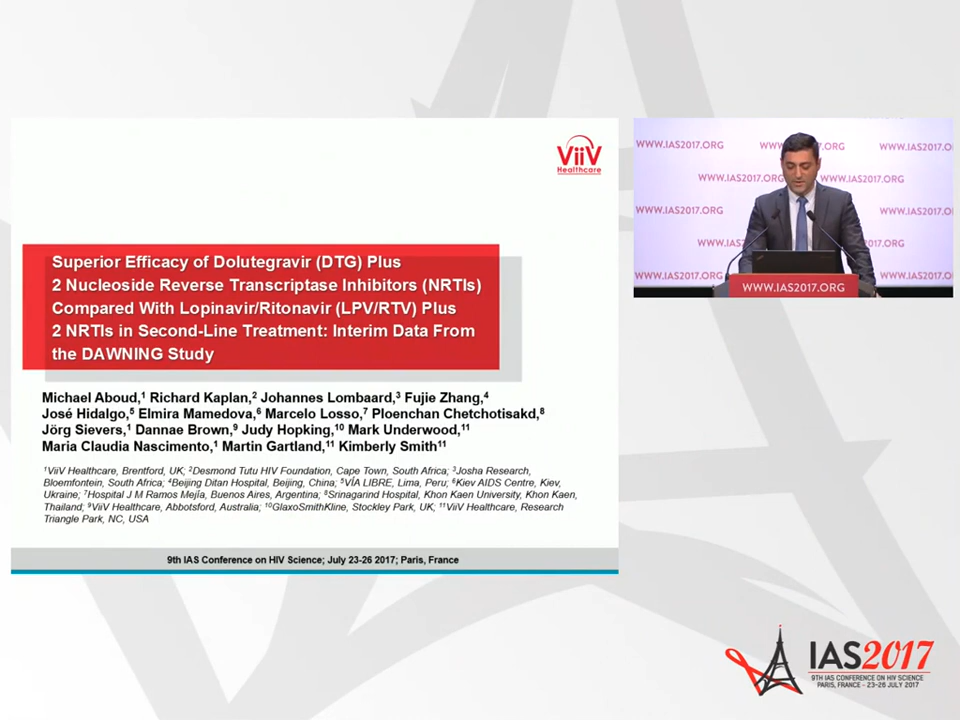 ViiV
Healthcare
Superior Efficacy of Dolutegravir (DTG) Plus
2 Nucleoside Reverse Transcriptase Inhibitors (NRTIs)
Compared With Lopinavir/Ritonavir (LPV/RTV) Plus
2 NRTIs in Second-Line Treatment: Interim Data From
the DAWNING Study
Michael Aboud,¹ Richard Kaplan,² Johannes Lombaard,³ Fujie Zhang,⁴
José Hidalgo,⁵ Elmira Mamedova,⁶ Marcelo Losso,⁷ Ploenchan Chetchotisakd,⁸
Jörg Sievers,¹ Dannae Brown,⁹ Judy Hopking,¹⁰ Mark Underwood,¹¹
Maria Claudia Nascimento,¹ Martin Gartland,¹¹ Kimberly Smith¹¹
¹ViiV Healthcare, Brentford, UK; ²Desmond Tutu HIV Foundation, Cape Town, South Africa; ³Josha Research,
Bloemfontein, South Africa; ⁴Beijing Ditan Hospital, Beijing, China; ⁵VÍA LIBRE, Lima, Peru; ⁶Kiev AIDS Centre, Kiev,
Ukraine; ⁷Hospital J M Ramos Mejía, Buenos Aires, Argentina; ⁸Srinagarind Hospital, Khon Kaen University, Khon Kaen,
Thailand; ⁹ViiV Healthcare, Abbotsford, Australia; ¹⁰GlaxoSmithKline, Stockley Park, UK; ¹¹ViiV Healthcare, Research
Triangle Park, NC, USA
9th IAS Conference on HIV Science; July 23-26 2017; Paris, France
WWW.IAS2017.ORG
WWW.IAS2017.ORG
WWW.IAS2017.ORG
WWW.IAS2017.ORG
WWW.IAS2017.ORG
WWW.IAS2017.ORG
IAS2017
9TH IAS CONFERENCE ON HIV SCIENCE
PARIS, FRANCE - 23-26 JULY 2017